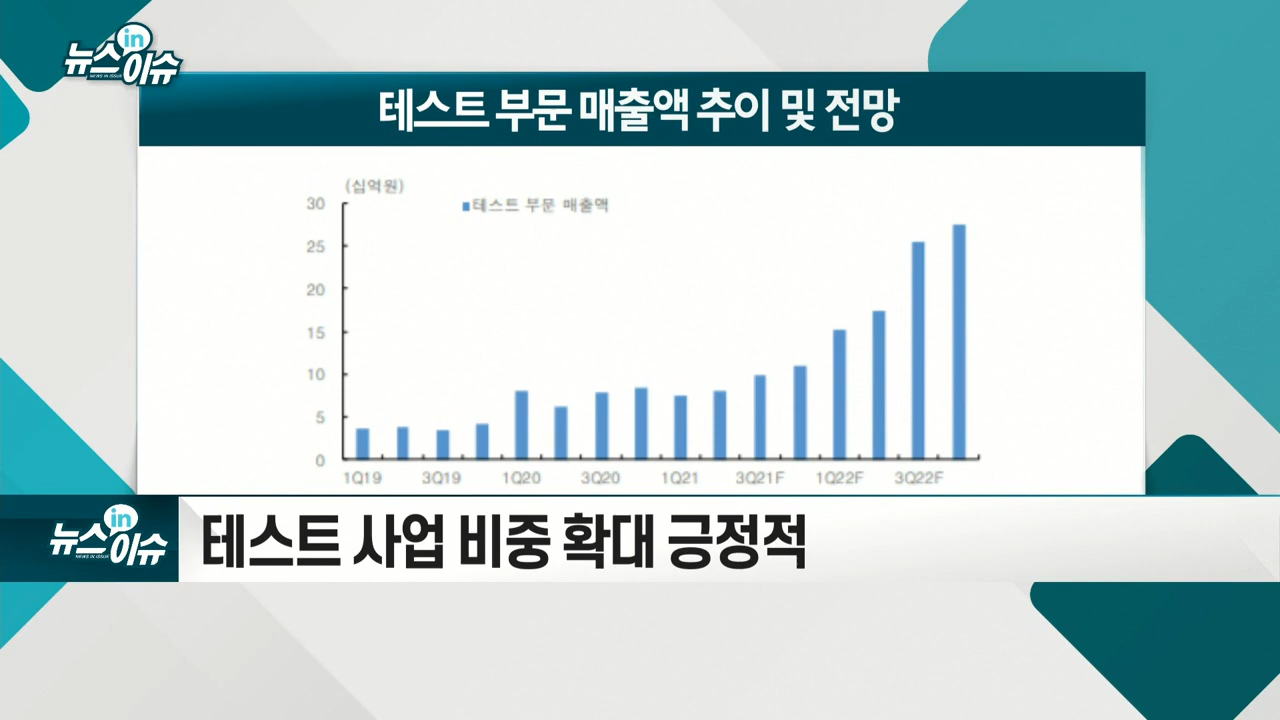 뉴스in이슈
NEWS IN ISSUE
테스트 부문 매출액 추이 및 전망
(십억원)
테스트 부문 매출액
30
25
20
15
10
5
0
1Q19 3Q19 1Q20 3Q20 1Q21 3Q21F 1Q22F 3Q22F
뉴스in이슈
NEWS IN ISSUE
테스트 사업 비중 확대 긍정적